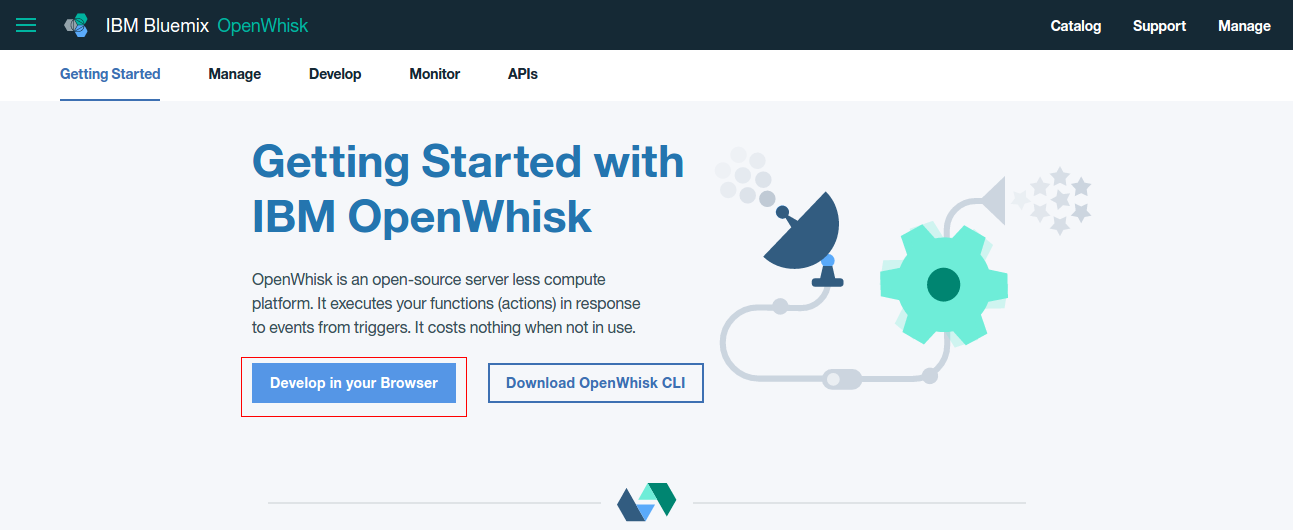 IBM Bluemix OpenWhisk
Catalog Support Manage
Getting Started Manage Develop Monitor APIs
Getting Started with
IBM OpenWhisk
OpenWhisk is an open-source server less compute
platform. It executes your functions (actions) in response
to events from triggers. It costs nothing when not in use.
Develop in your Browser Download OpenWhisk CLI